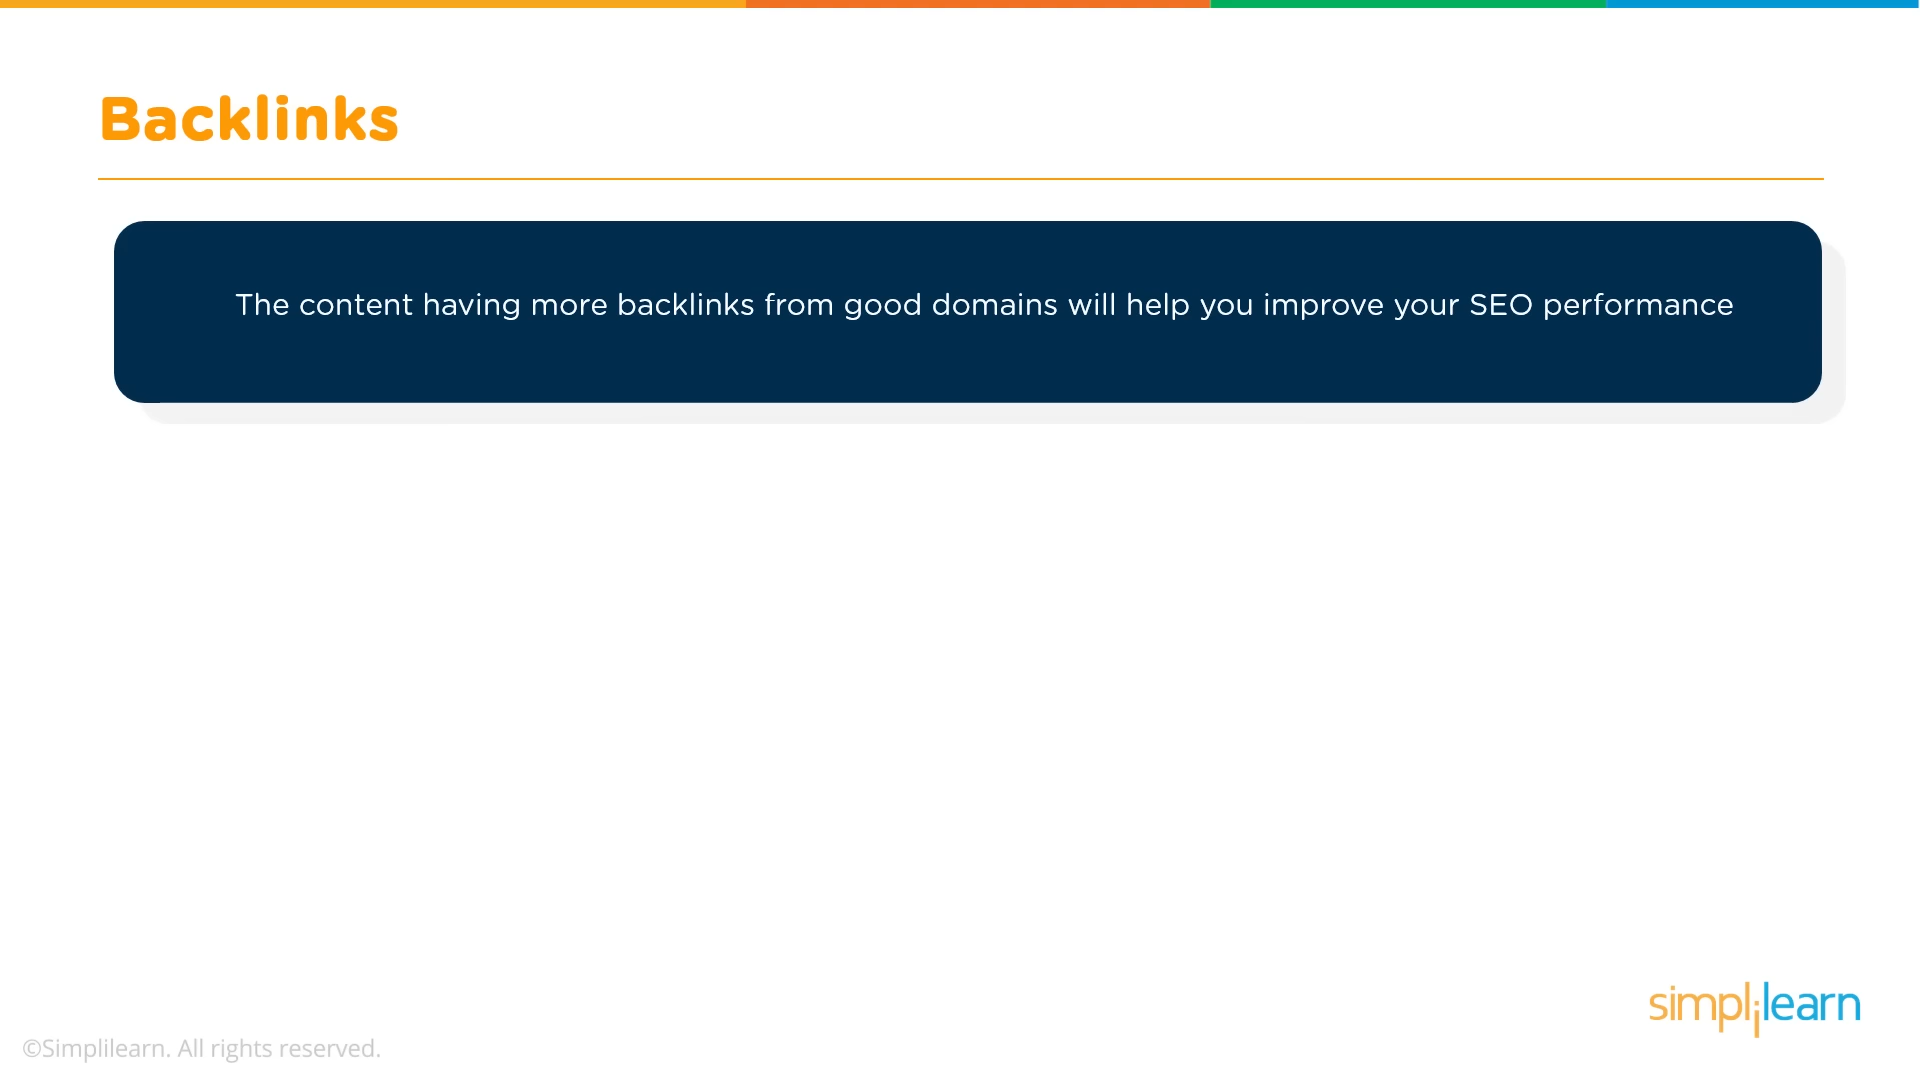 Backlinks
The content having more backlinks from good domains will help you improve your SEO performance
simplilearn
©Simplilearn. All rights reserved.